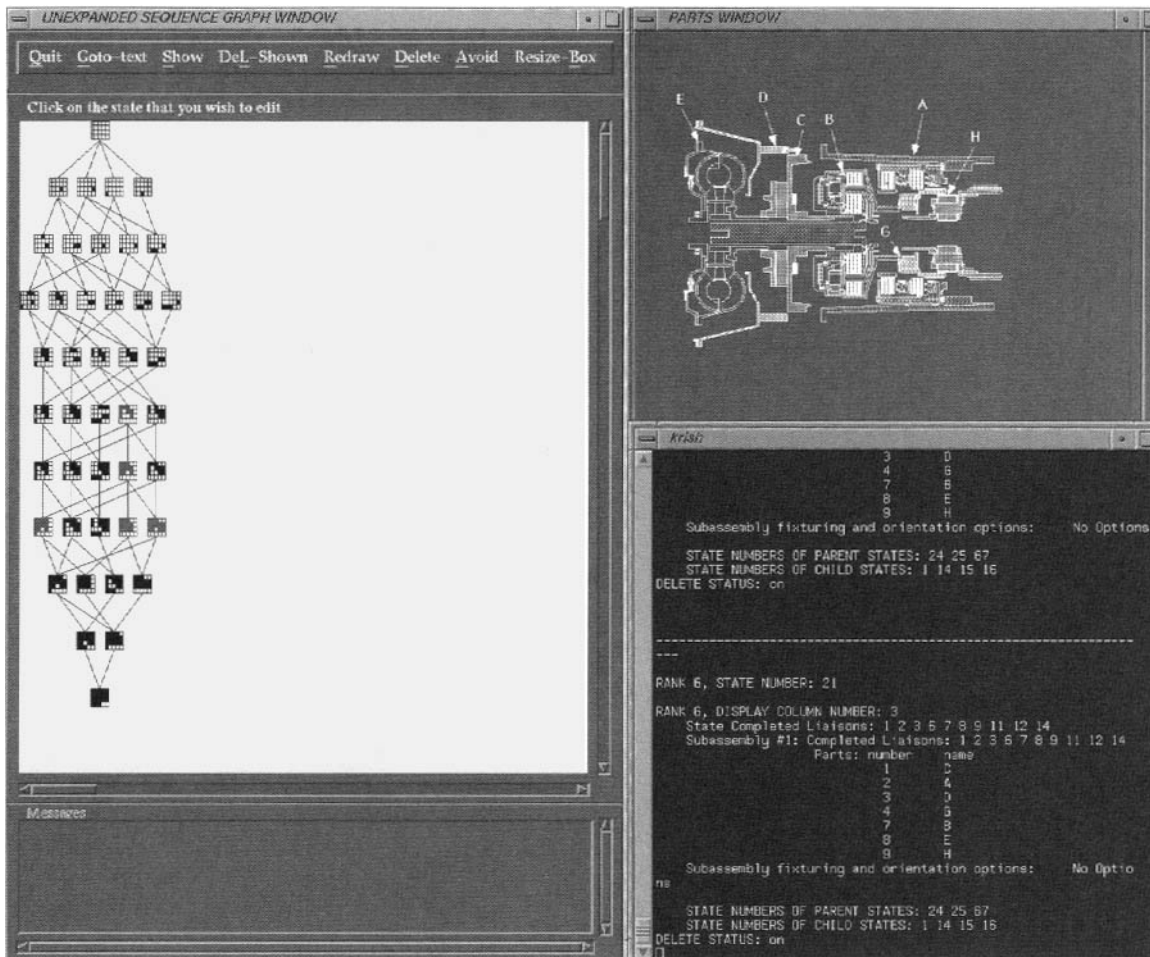 UNEXPANDED SEQUENCE GRAPH WINDOW
Quit Goto-text Show DeL-Shown Redraw Delete Avoid Resize-Box
Click on the state that you wish to edit
Messages
PARTS WINDOW
E
D
C
B
A
H
G
krish
3 D
4 G
7 B
8 E
9 H
Subassembly fixturing and orientation options: No Options
STATE NUMBERS OF PARENT STATES: 24 25 67
STATE NUMBERS OF CHILD STATES: 1 14 15 16
DELETE STATUS: on
--------------------------------------------------------------
---
RANK 6, STATE NUMBER: 21
RANK 6, DISPLAY COLUMN NUMBER: 3
State Completed Liaisons: 1 2 3 6 7 8 9 11 12 14
Subassembly #1: Completed Liaisons: 1 2 3 6 7 8 9 11 12 14
Parts: number name
1 C
2 A
3 D
4 G
7 B
8 E
9 H
Subassembly fixturing and orientation options: No Optio
ns
STATE NUMBERS OF PARENT STATES: 24 25 67
STATE NUMBERS OF CHILD STATES: 1 14 15 16
DELETE STATUS: on